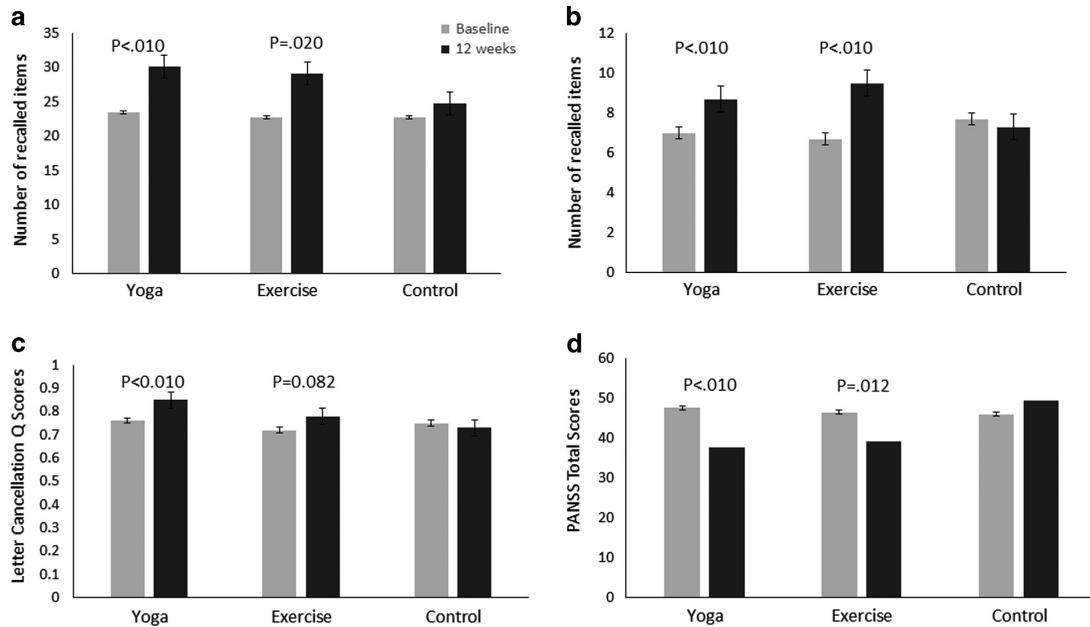 a
Number of recalled items
35
30
25
20
15
10
5
0
P<.010
P=.020
Baseline
12 weeks
Yoga
Exercise
Control
b
Number of recalled items
12
10
8
6
4
2
0
P<.010
P<.010
Yoga
Exercise
Control
c
Letter Cancellation Q Scores
1
0.9
0.8
0.7
0.6
0.5
0.4
0.3
0.2
0.1
0
P<0.010
P=0.082
Yoga
Exercise
Control
d
PANSS Total Scores
60
50
40
30
20
10
0
P<.010
P=.012
Yoga
Exercise
Control